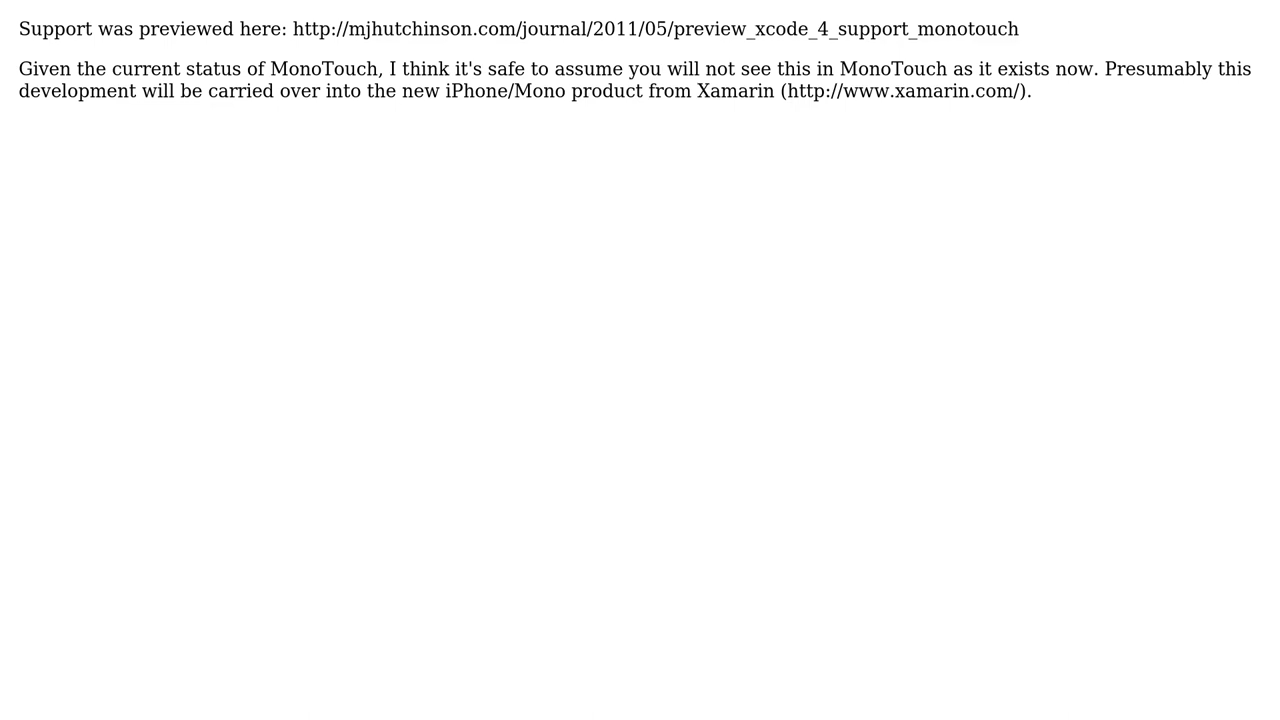 Support was previewed here: http://mjhutchinson.com/journal/2011/05/preview_xcode_4_support_monotouch
Given the current status of MonoTouch, I think it's safe to assume you will not see this in MonoTouch as it exists now. Presumably this
development will be carried over into the new iPhone/Mono product from Xamarin (http://www.xamarin.com/).